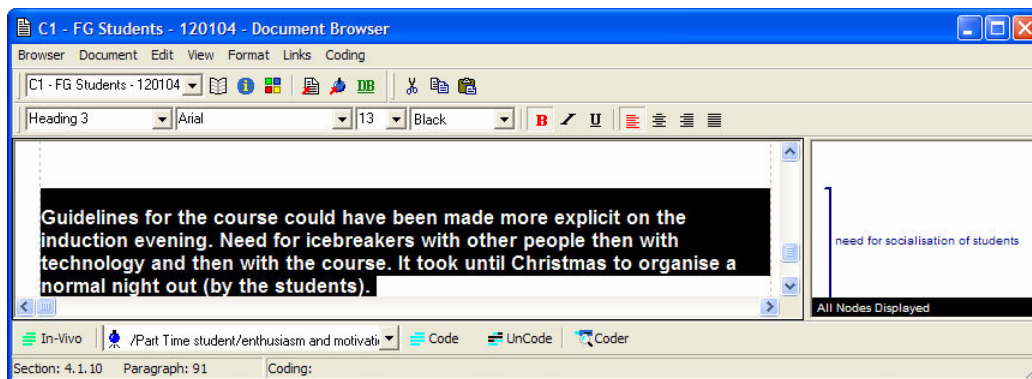 C1 - FG Students - 120104 - Document Browser
Browser Document Edit View Format Links Coding
C1 - FG Students - 120104 DB
Heading 3 Arial 13 Black B I U
Guidelines for the course could have been made more explicit on the
induction evening. Need for icebreakers with other people then with
technology and then with the course. It took until Christmas to organise a
normal night out (by the students).
need for socialisation of students
All Nodes Displayed
In-Vivo /Part Time student/enthusiasm and motivati Code UnCode Coder
Section: 4.1.10 Paragraph: 91 Coding: